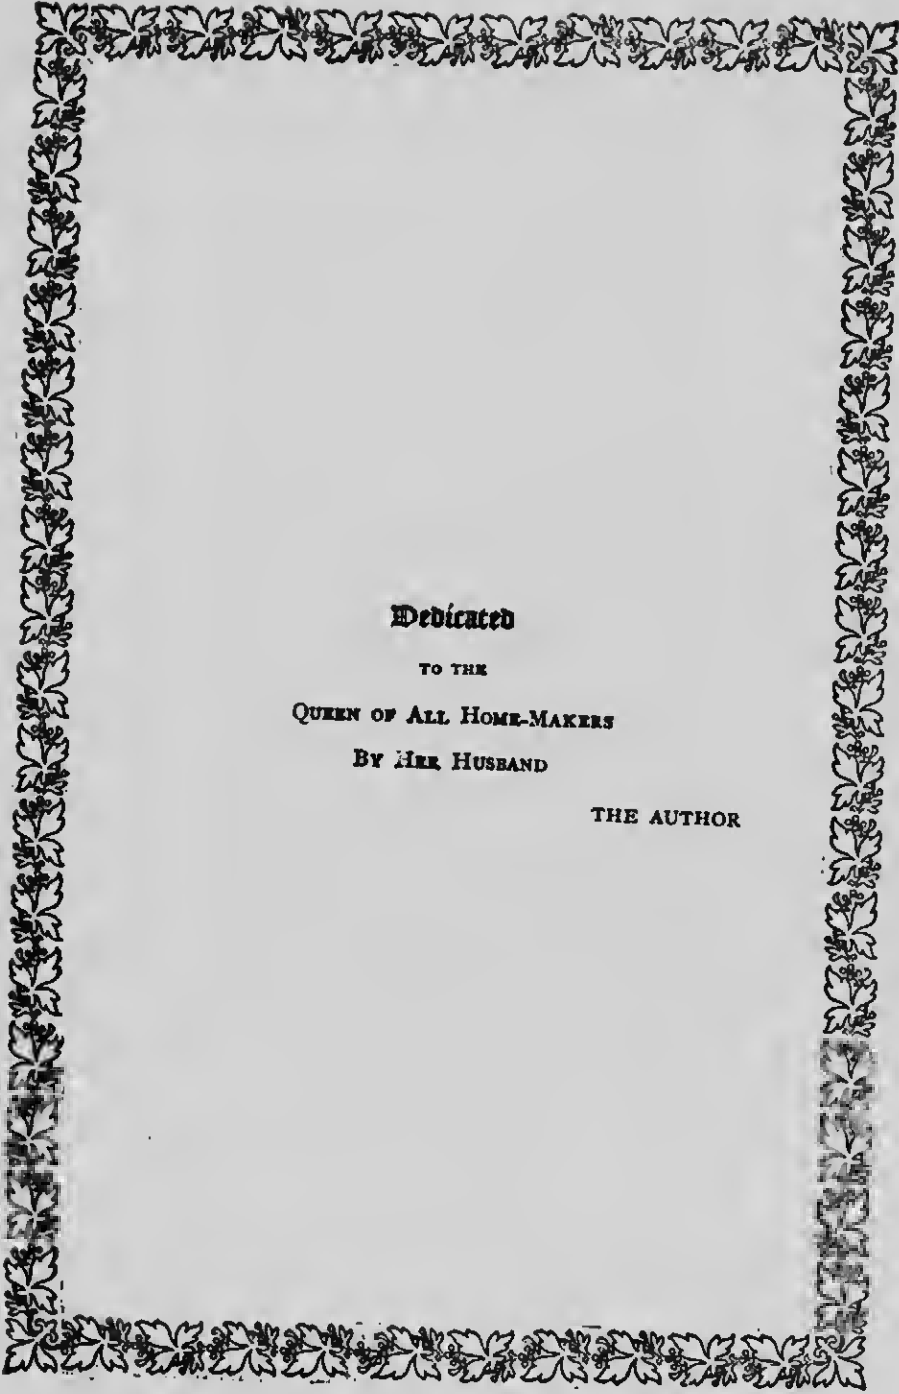 Dedicated
TO THE
QUEEN OF ALL HOME-MAKERS
BY HER HUSBAND
THE AUTHOR